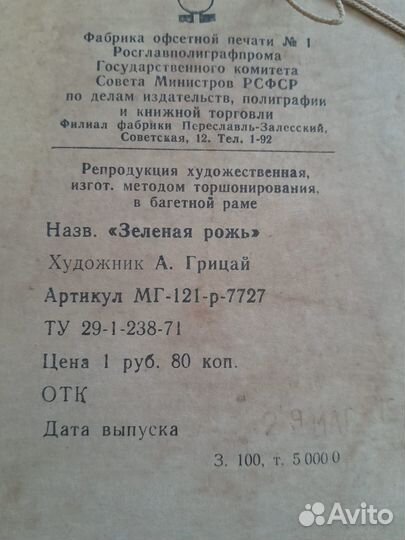 Фабрика офсетной печати № 1
Росглавполиграфпрома
Государственного комитета
Совета Министров РСФСР
по делам издательств, полиграфии
и книжной торговли
Филиал фабрики Переславль-Залесский,
Советская, 12. Тел. 1-92
Репродукция художественная,
изгот. методом торшонирования,
в багетной раме
Назв. «Зеленая рожь»
Художник А. Грицай
Артикул МГ-121-р-7727
ТУ 29-1-238-71
Цена 1 руб. 80 коп.
ОТК
Дата выпуска
З. 100, т. 5 000 0
Avito